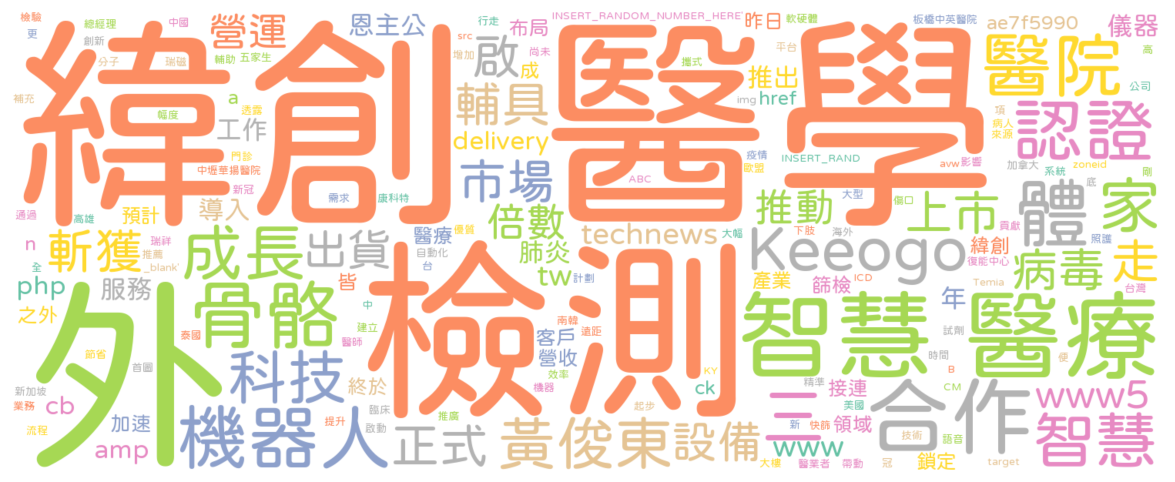 緯創
醫學
檢測
外
智慧
醫療
Keeogo
骨骼
機器人
科技
成長
出貨
斬獲
營運
恩主公
布局
INSERT_RANDOM_NUMBER_HERE
昨日
軟硬體
板橋中英醫院
ae7f5990
儀器
醫院
認證
家
體
上市
推動
推出
啟
輔具
delivery
市場
倍數
肺炎
technews
tw
工作
導入
預計
php
服務
之外
醫療
皆
客戶
營收
ck
終於
加速
cb
amp
正式
黃俊東
設備
三
www
接連
領域
合作
www5
智慧
鎖定
病毒
走
緯創
復能中心
產業
篩檢
ICD
年
href
img
src
尚未
成
增加
行走
檢驗
總經理
中國
更
創新
分子
瑞磁
輔助
五家生
補充
幅度
透露
a
門診
中壢華揚醫院
新冠
需求
康科特
通過
高雄
n
瑞祥
推薦
_blank'
全
優質
自動化
台
計劃
大幅
ABC
攜式
平台
疫情
歐盟
INSERT_RAND
avw
影響
加拿大
系統
zoneid
病人
來源
項
高
公司
剛
底
傷口
大型
下肢
海外
貢獻
照護
Temia
台灣
試劑
時間
便
B
CM
精準
美國
新
快篩
技術
語音
冠
target
醫業者
帶動
大樓
KY
起步
機器
效率
遠距
南韓
中
建立
醫師
泰國
節省
首圖
新加坡
業務
流程
提升
臨床
啟動
推廣